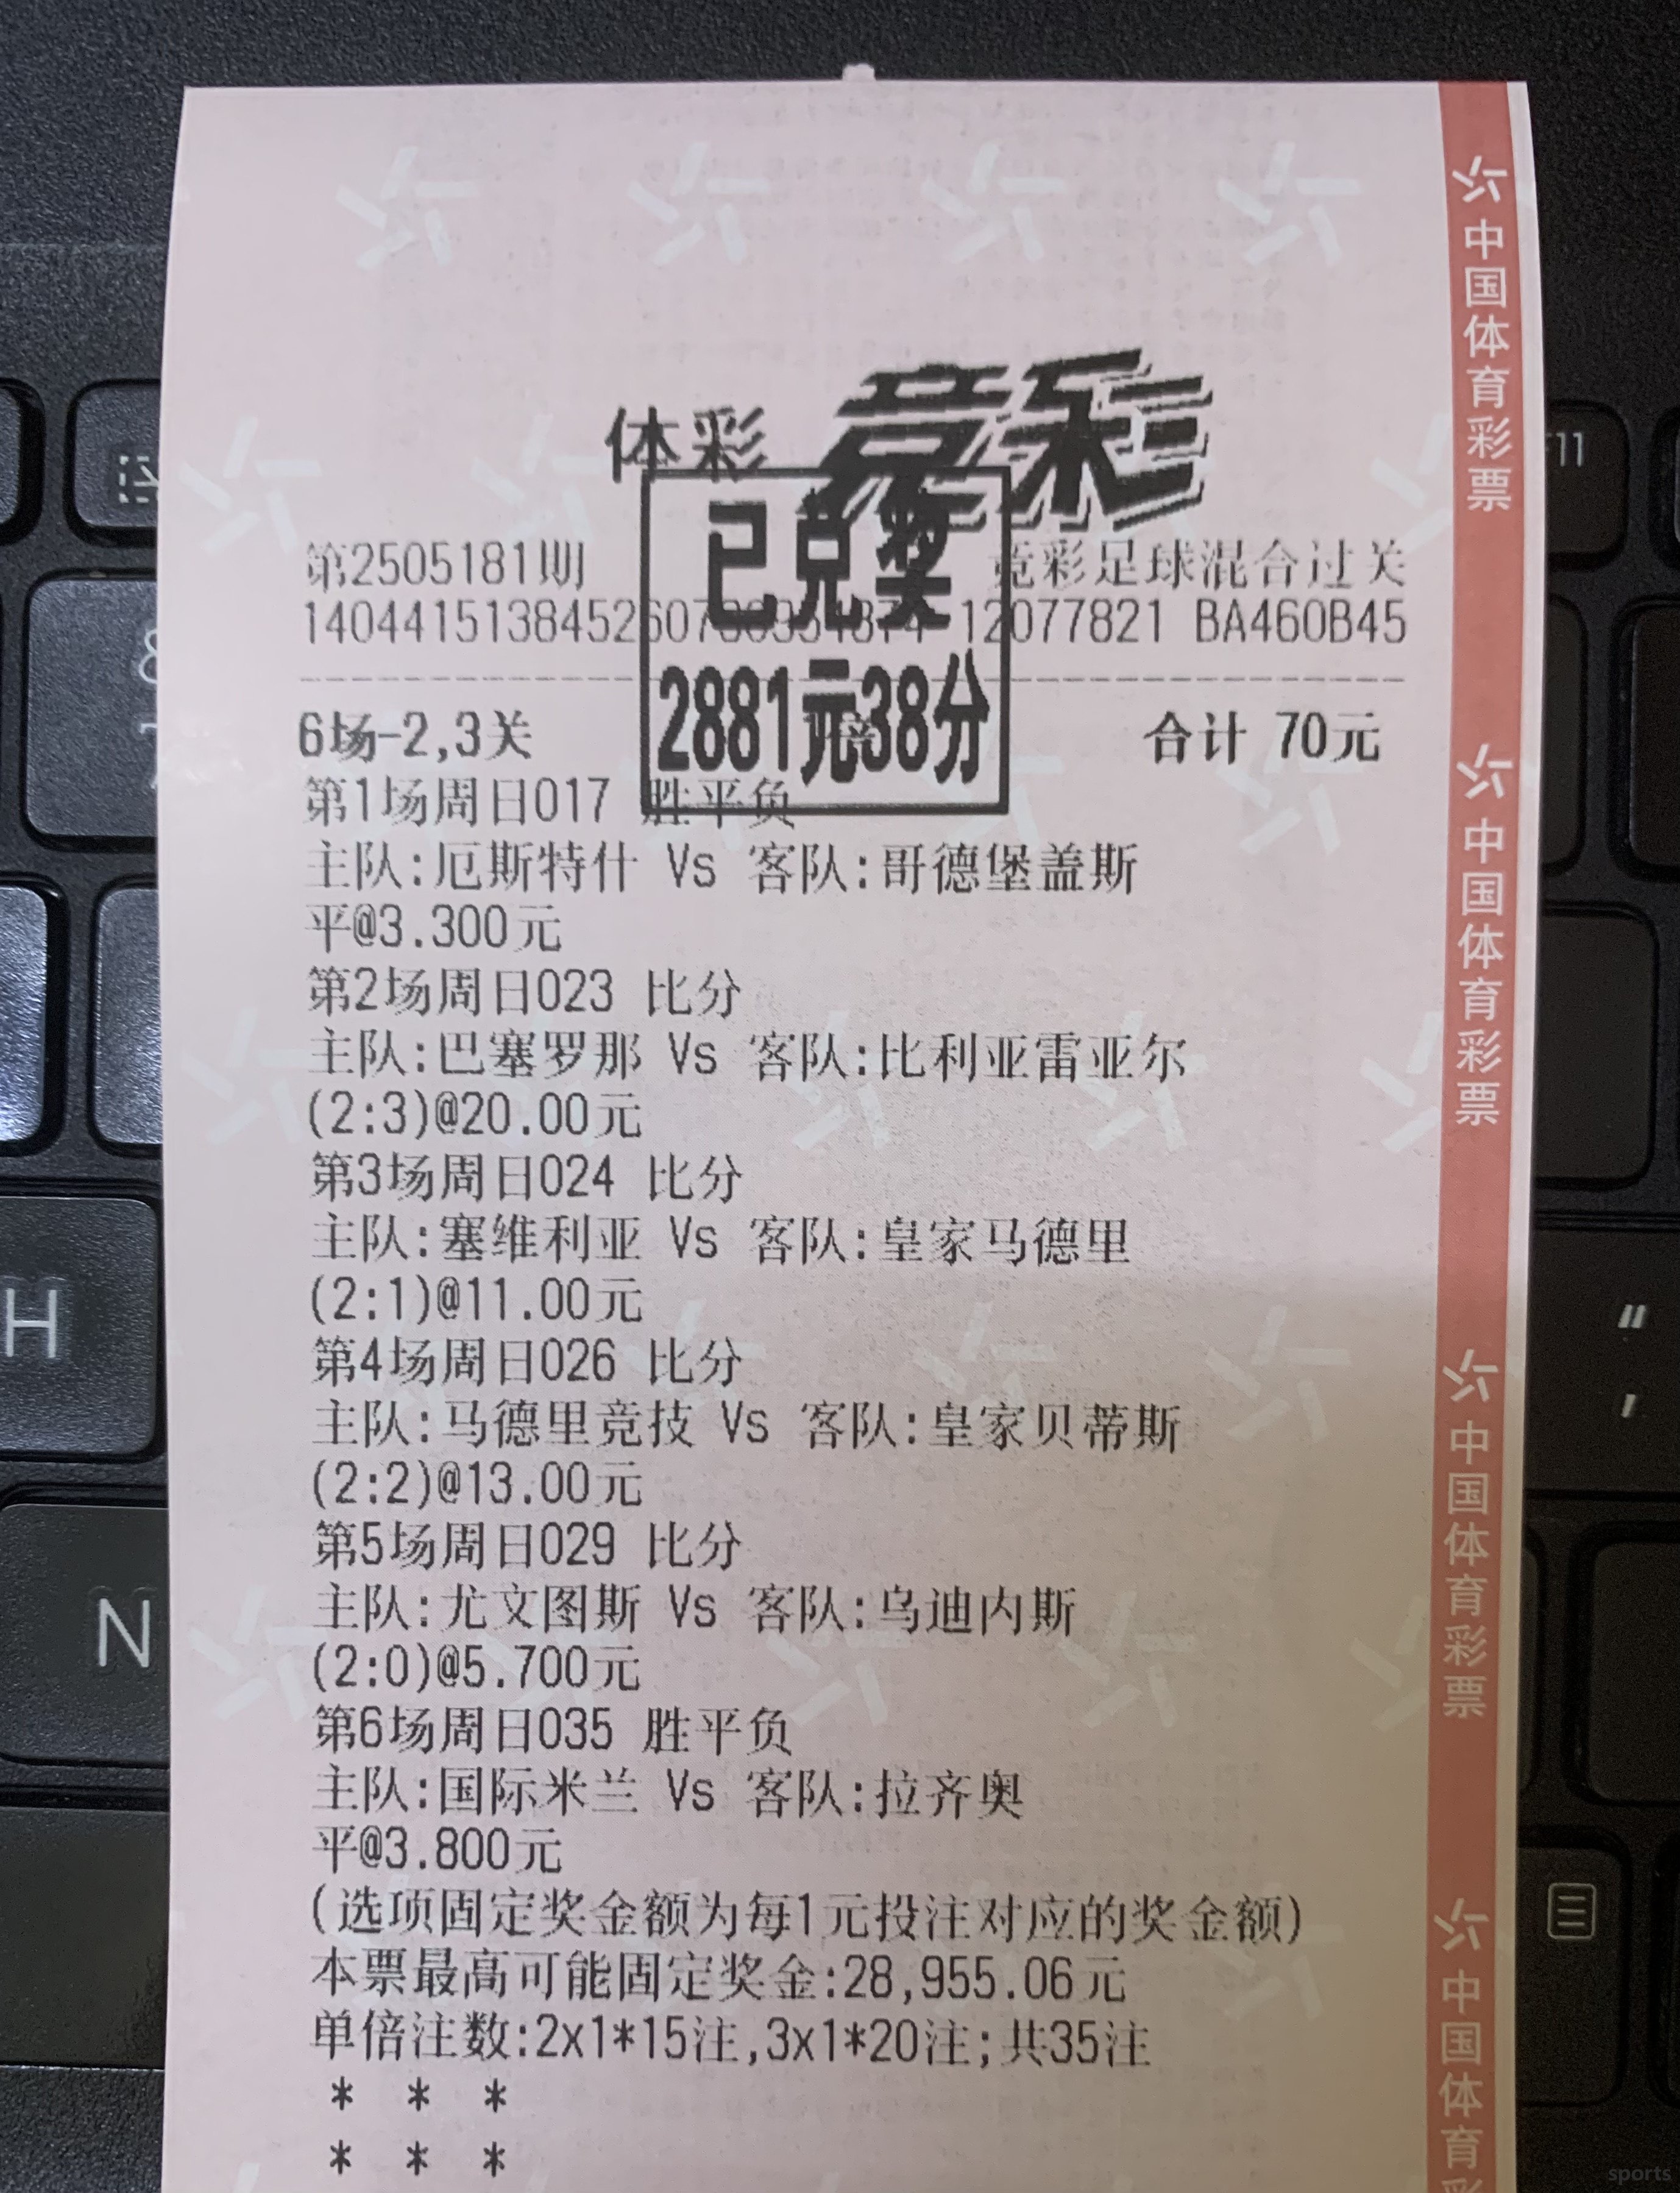 体彩 竞彩
已兑奖
2881元38分
第2505181期 竞彩足球混合过关
12077821 BA460B45
6场-2,3关 合计 70元
第1场周日017 胜平负
主队:厄斯特什 Vs 客队:哥德堡盖斯
平@3.300元
第2场周日023 比分
主队:巴塞罗那 Vs 客队:比利亚雷亚尔
(2:3)@20.00元
第3场周日024 比分
主队:塞维利亚 Vs 客队:皇家马德里
(2:1)@11.00元
第4场周日026 比分
主队:马德里竞技 Vs 客队:皇家贝蒂斯
(2:2)@13.00元
第5场周日029 比分
主队:尤文图斯 Vs 客队:乌迪内斯
(2:0)@5.700元
第6场周日035 胜平负
主队:国际米兰 Vs 客队:拉齐奥
平@3.800元
(选项固定奖金额为每1元投注对应的奖金额)
本票最高可能固定奖金:28,955.06元
单倍注数:2x1*15注,3x1*20注;共35注
* * *
* * *
中国体育彩票
中国体育彩票
中国体育彩票
中国体育彩
F11
H
N
sports